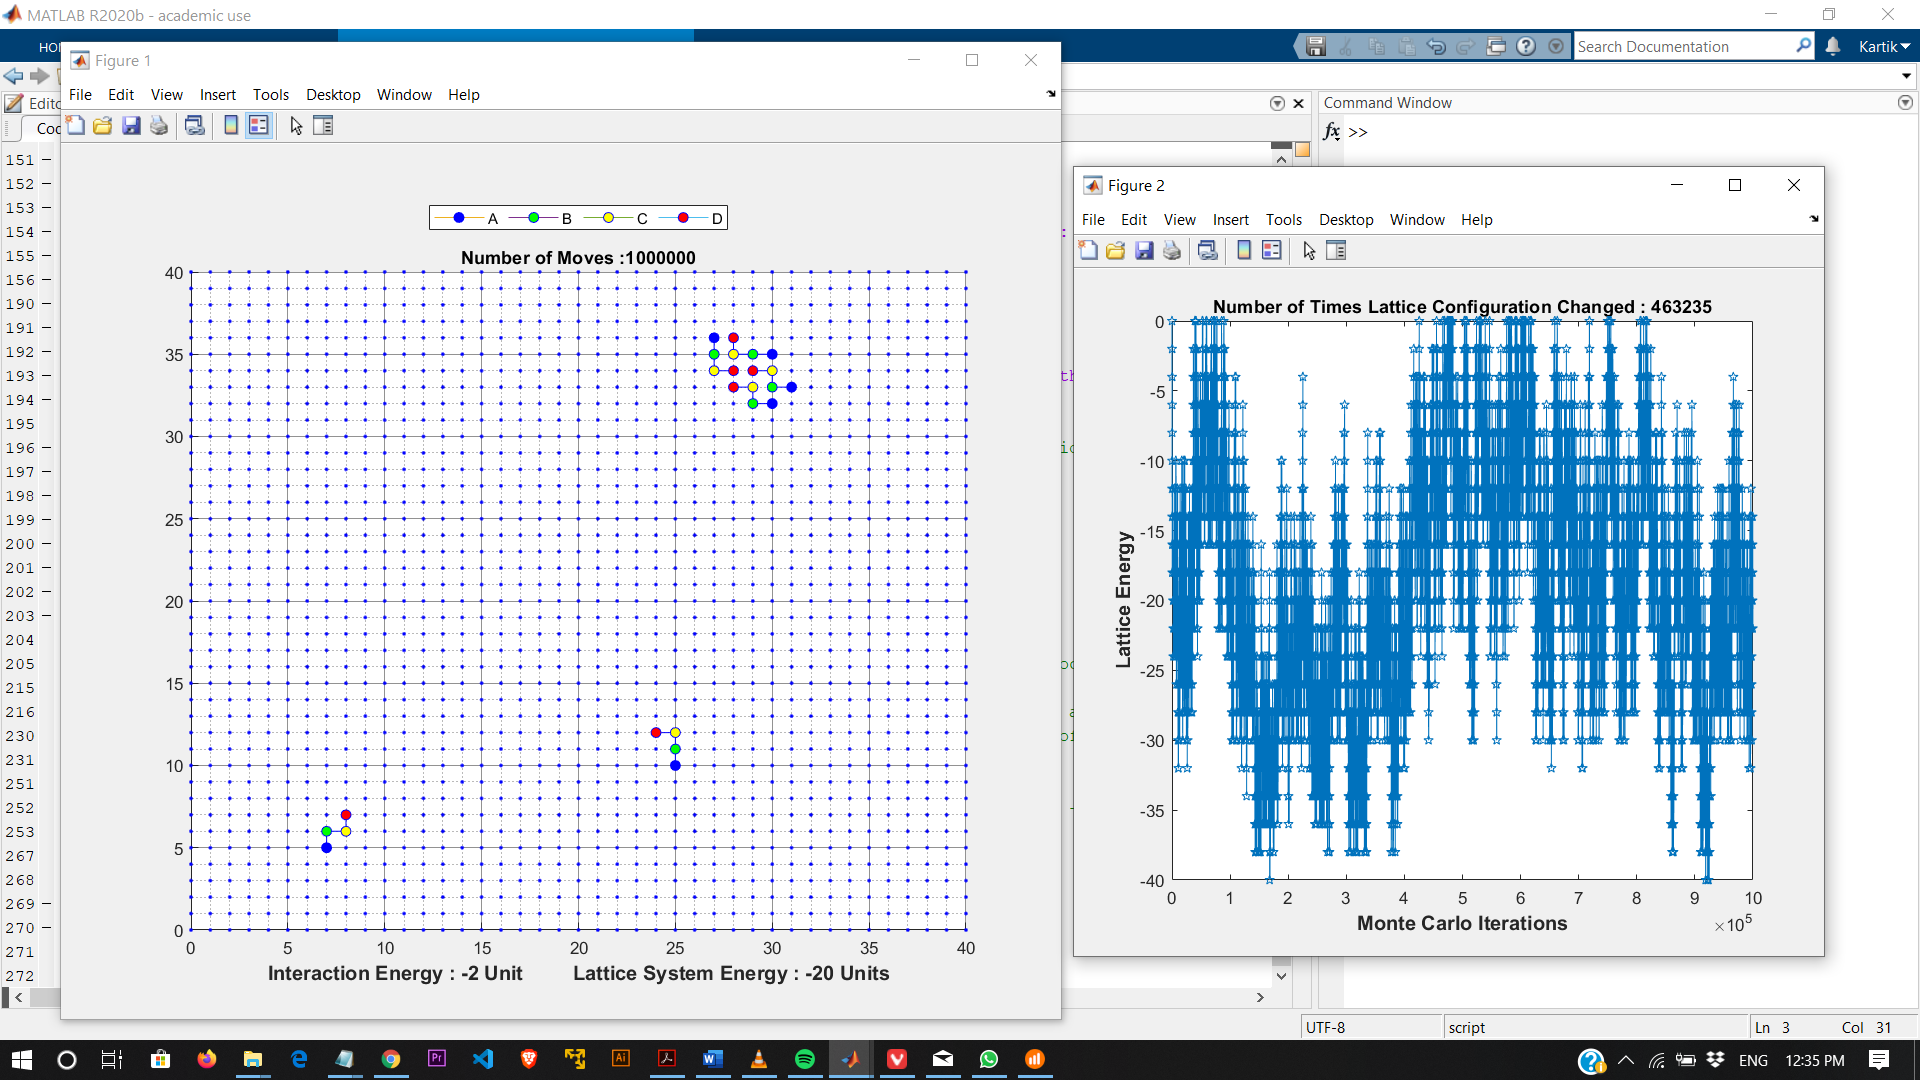 MATLAB R2020b - academic use
HO
Search Documentation
Kartik
Figure 1
File Edit View Insert Tools Desktop Window Help
Edito
Command Window
fx >>
151
152
153
154
155
156
190
191
192
193
194
195
196
197
198
199
200
201
202
203
204
205
215
216
230
231
251
252
253
267
268
269
270
271
272
A B C D
Number of Moves :1000000
40
35
30
25
20
15
10
5
0
0 5 10 15 20 25 30 35 40
Interaction Energy : -2 Unit Lattice System Energy : -20 Units
Figure 2
File Edit View Insert Tools Desktop Window Help
Number of Times Lattice Configuration Changed : 463235
Lattice Energy
0
-5
-10
-15
-20
-25
-30
-35
-40
0 1 2 3 4 5 6 7 8 9 10
Monte Carlo Iterations
×10⁵
UTF-8 script Ln 3 Col 31
ENG 12:35 PM